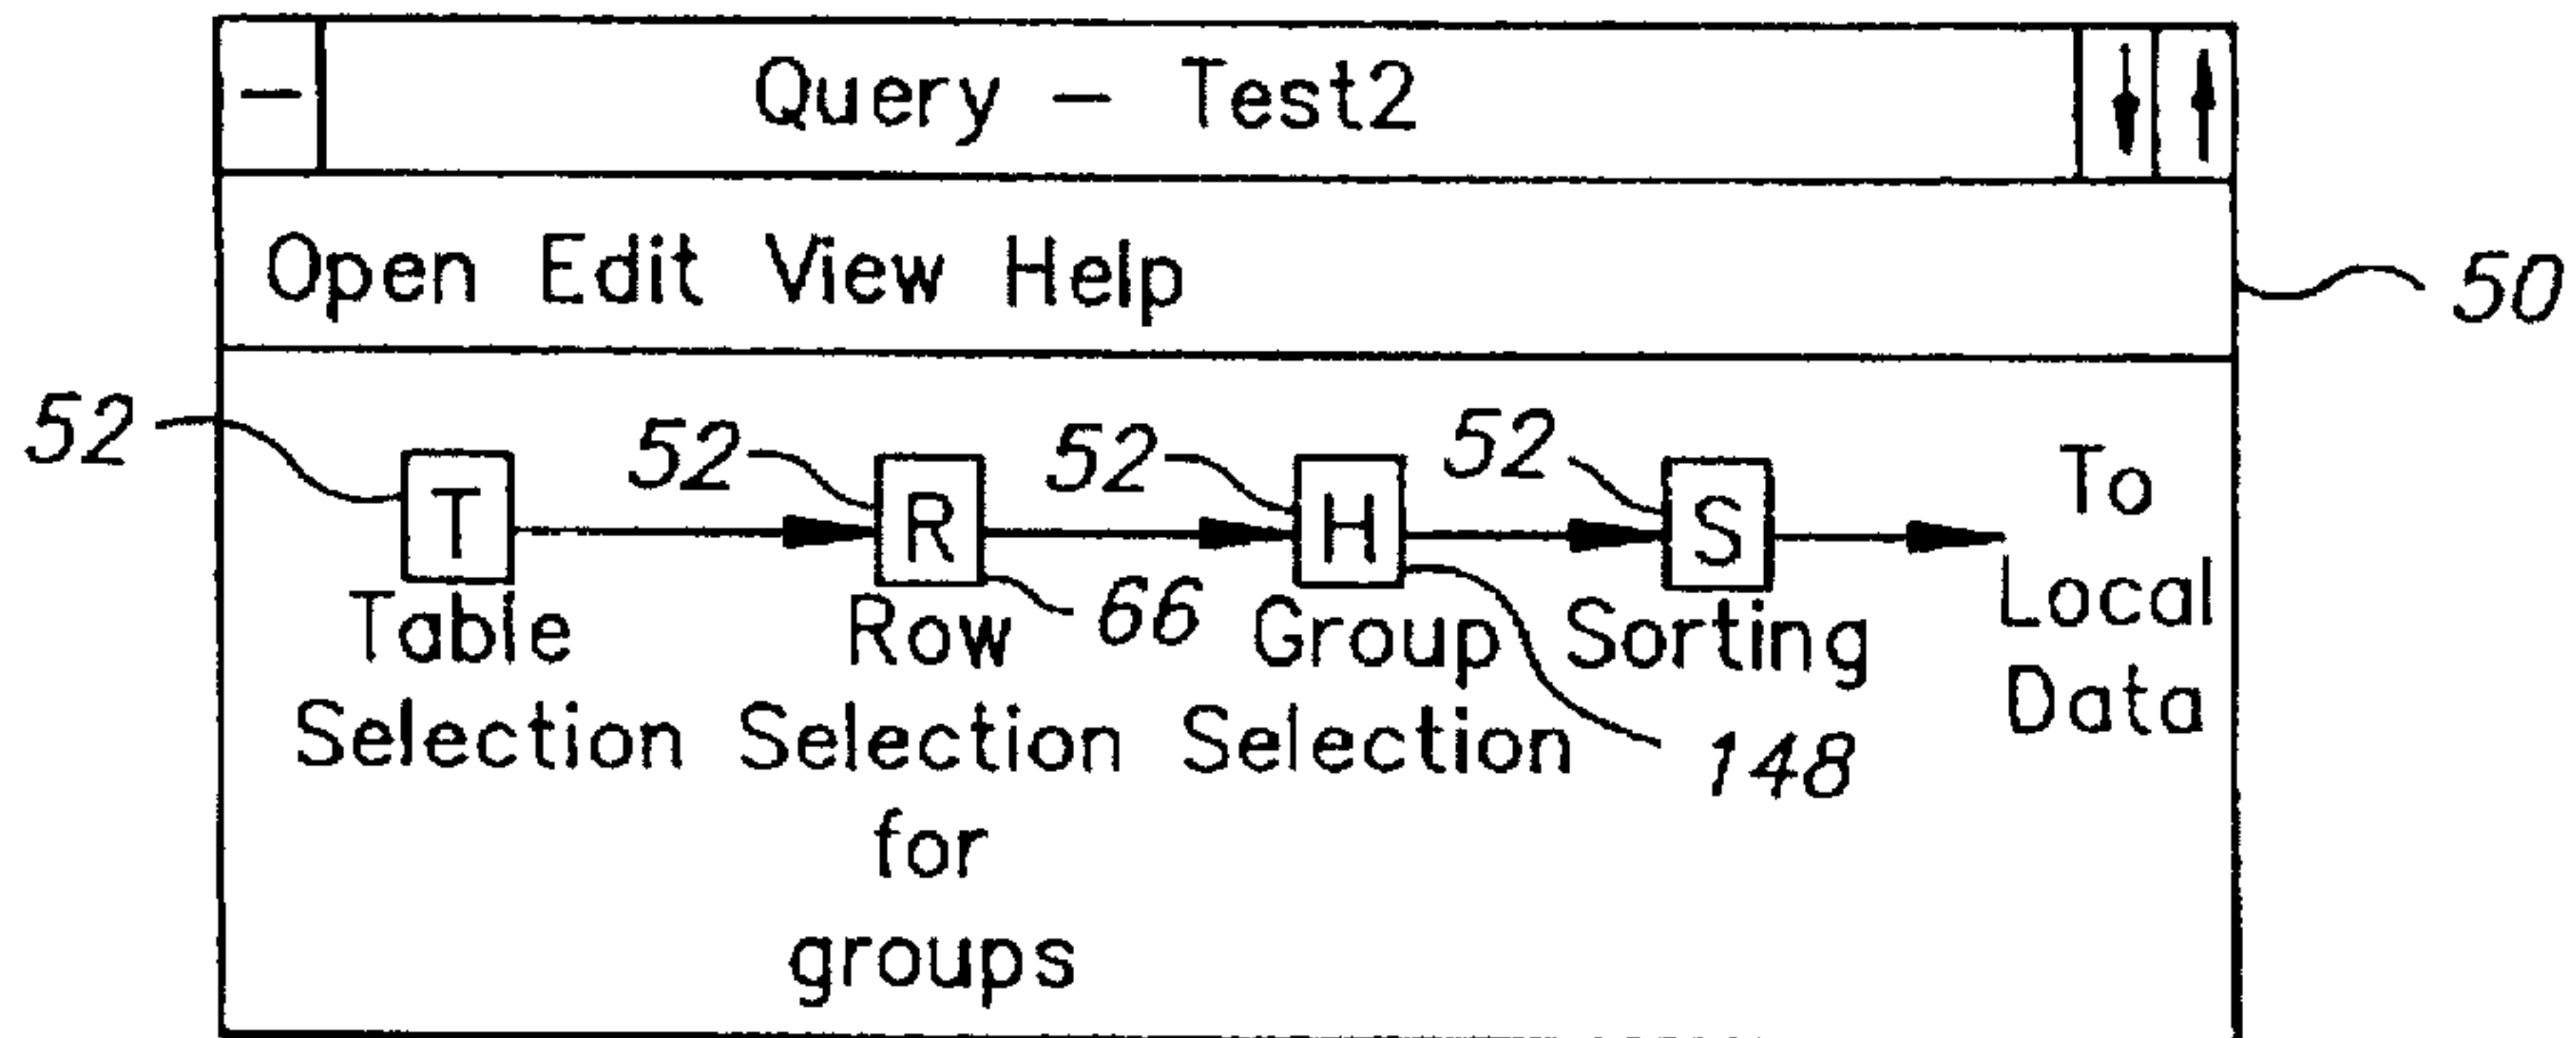 — Query — Test2
Open Edit View Help
50
52 52 52 52
T R H S
66
148
Table Selection
Row Selection for groups
Group Selection
Sorting
To Local Data